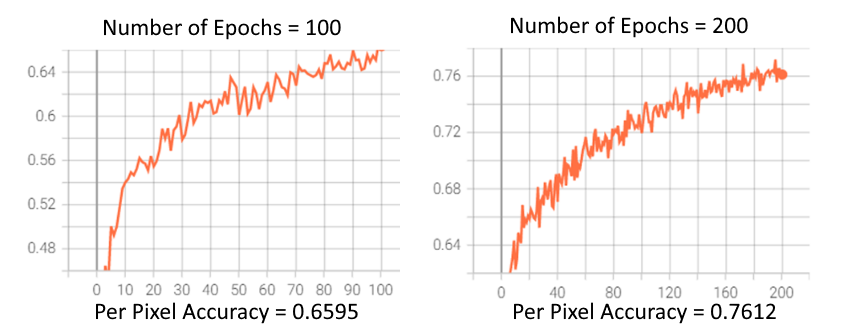 Number of Epochs = 100
0.64
0.6
0.56
0.52
0.48
0 10 20 30 40 50 60 70 80 90 100
Per Pixel Accuracy = 0.6595
Number of Epochs = 200
0.76
0.72
0.68
0.64
0 40 80 120 160 200
Per Pixel Accuracy = 0.7612